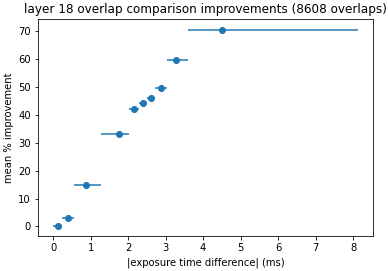 layer 18 overlap comparison improvements (8608 overlaps)
70
60
50
40
30
20
10
0
mean % improvement
0 1 2 3 4 5 6 7 8
|exposure time difference| (ms)